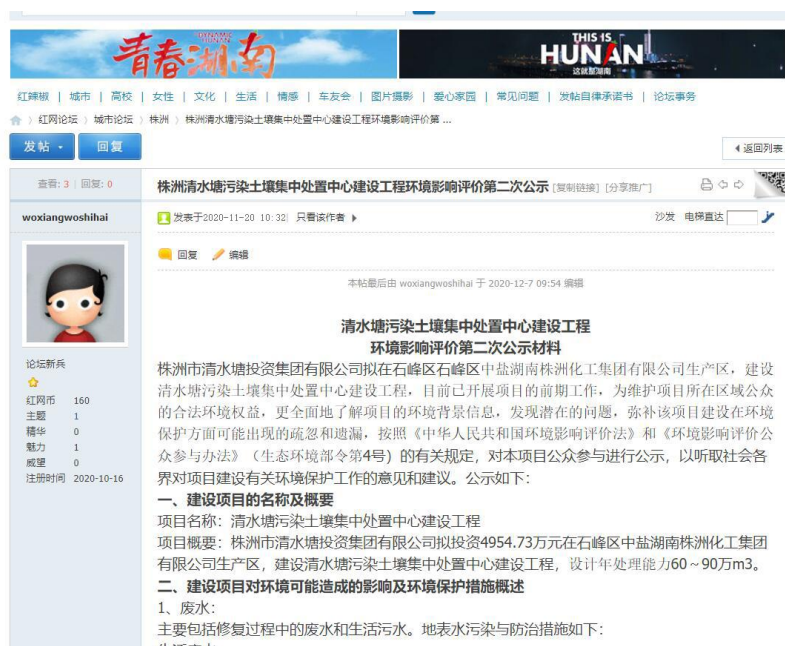 青春湖南
THIS IS
HUNAN
这就是湖南
红辣椒 | 城市 | 高校 | 女性 | 文化 | 生活 | 情感 | 车友会 | 图片摄影 | 爱心家园 | 常见问题 | 发帖自律承诺书 | 论坛事务
红网论坛 〉 城市论坛 〉 株洲 〉 株洲清水塘污染土壤集中处置中心建设工程环境影响评价第 ...
发帖 回复 返回列表
查看: 3 | 回复: 0
株洲清水塘污染土壤集中处置中心建设工程环境影响评价第二次公示 [复制链接] [分享推广]
woxiangwoshihai
发表于2020-11-20 10:32| 只看该作者 沙发 电梯直达
回复 编辑
本帖最后由 woxiangwoshihai 于 2020-12-7 09:54 编辑
论坛新兵
红网币 160
主题 1
精华 0
魅力 1
威望 0
注册时间 2020-10-16
清水塘污染土壤集中处置中心建设工程
环境影响评价第二次公示材料
株洲市清水塘投资集团有限公司拟在石峰区石峰区中盐湖南株洲化工集团有限公司生产区，建设
清水塘污染土壤集中处置中心建设工程，目前已开展项目的前期工作，为维护项目所在区域公众
的合法环境权益，更全面地了解项目的环境背景信息，发现潜在的问题，弥补该项目建设在环境
保护方面可能出现的疏忽和遗漏，按照《中华人民共和国环境影响评价法》和《环境影响评价公
众参与办法》（生态环境部令第4号）的有关规定，对本项目公众参与进行公示，以听取社会各
界对项目建设有关环境保护工作的意见和建议。公示如下：
一、建设项目的名称及概要
项目名称：清水塘污染土壤集中处置中心建设工程
项目概要：株洲市清水塘投资集团有限公司拟投资4954.73万元在石峰区中盐湖南株洲化工集团
有限公司生产区，建设清水塘污染土壤集中处置中心建设工程，设计年处理能力60～90万m3。
二、建设项目对环境可能造成的影响及环境保护措施概述
1、废水：
主要包括修复过程中的废水和生活污水。地表水污染与防治措施如下：